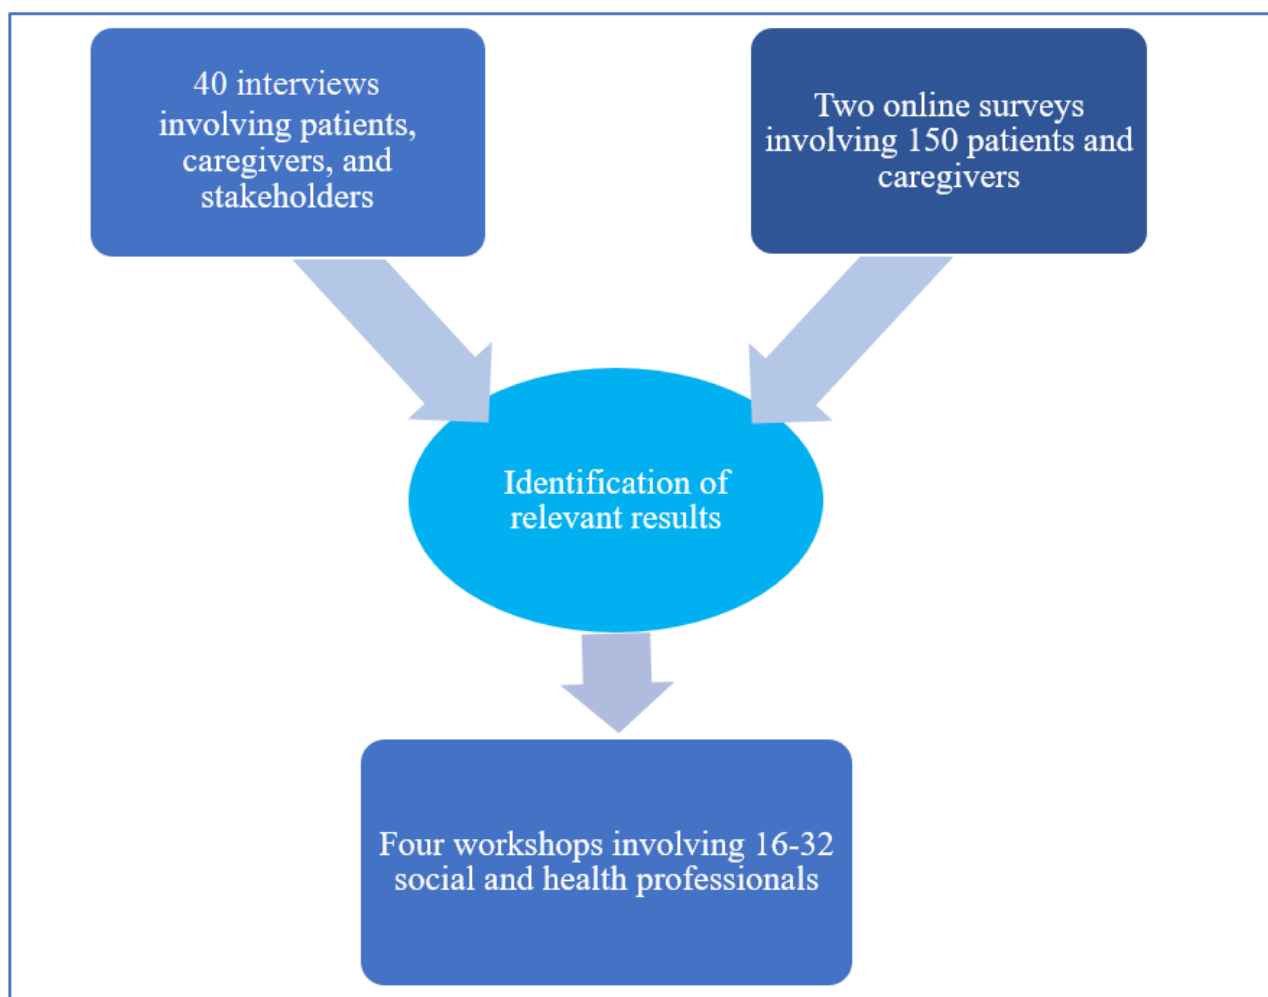 40 interviews
involving patients,
caregivers, and
stakeholders
Two online surveys
involving 150 patients and
caregivers
Identification of
relevant results
Four workshops involving 16-32
social and health professionals